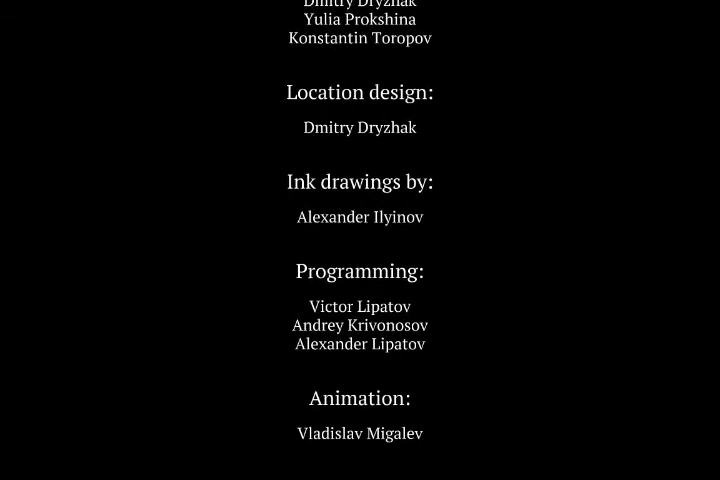 Dmitry Dryzhak
Yulia Prokshina
Konstantin Toropov
Location design:
Dmitry Dryzhak
Ink drawings by:
Alexander Ilyinov
Programming:
Victor Lipatov
Andrey Krivonosov
Alexander Lipatov
Animation:
Vladislav Migalev